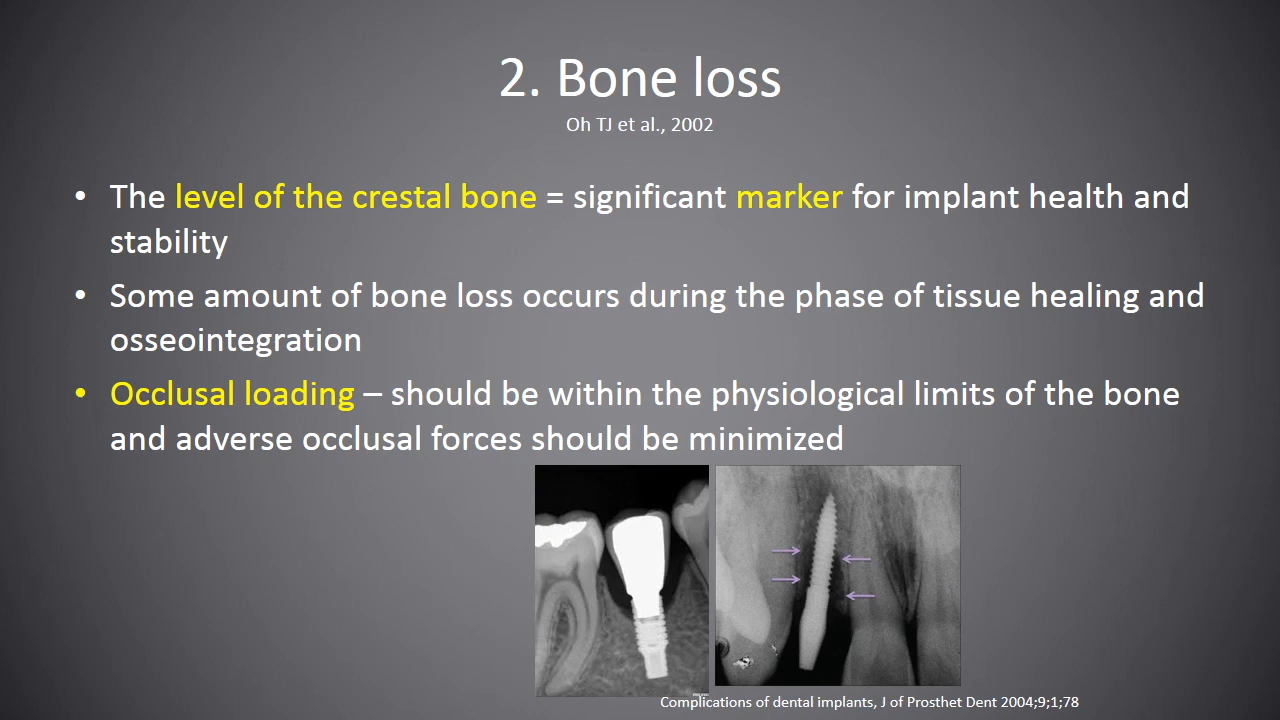 2. Bone loss
Oh TJ et al., 2002
• The level of the crestal bone = significant marker for implant health and
stability
• Some amount of bone loss occurs during the phase of tissue healing and
osseointegration
• Occlusal loading – should be within the physiological limits of the bone
and adverse occlusal forces should be minimized
Complications of dental implants, J of Prosthet Dent 2004;9;1;78